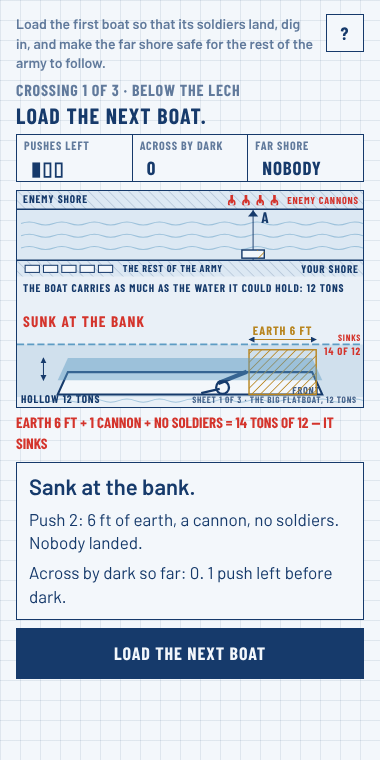 Load the first boat so that its soldiers land, dig
in, and make the far shore safe for the rest of the
army to follow.
?
CROSSING 1 OF 3 · BELOW THE LECH
LOAD THE NEXT BOAT.
PUSHES LEFT
ACROSS BY DARK
0
FAR SHORE
NOBODY
ENEMY SHORE
ENEMY CANNONS
A
THE REST OF THE ARMY
YOUR SHORE
THE BOAT CARRIES AS MUCH AS THE WATER IT COULD HOLD: 12 TONS
SUNK AT THE BANK
EARTH 6 FT
SINKS
14 OF 12
FRONT
HOLLOW 12 TONS
SHEET 1 OF 3 · THE BIG FLATBOAT, 12 TONS
EARTH 6 FT + 1 CANNON + NO SOLDIERS = 14 TONS OF 12 — IT
SINKS
Sank at the bank.
Push 2: 6 ft of earth, a cannon, no soldiers.
Nobody landed.
Across by dark so far: 0. 1 push left before
dark.
LOAD THE NEXT BOAT